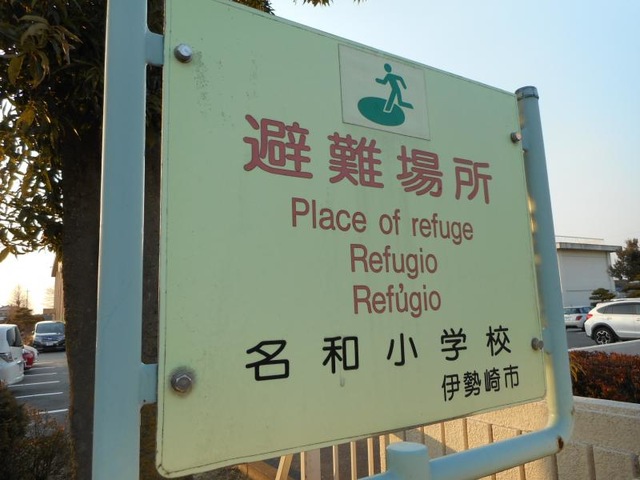 避難場所
Place of refuge
Refugio
Refúgio
名和小学校
伊勢崎市